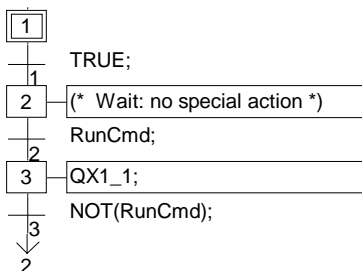 1
TRUE;
1
2 (* Wait: no special action *)
RunCmd;
2
3 QX1_1;
NOT(RunCmd);
3
2